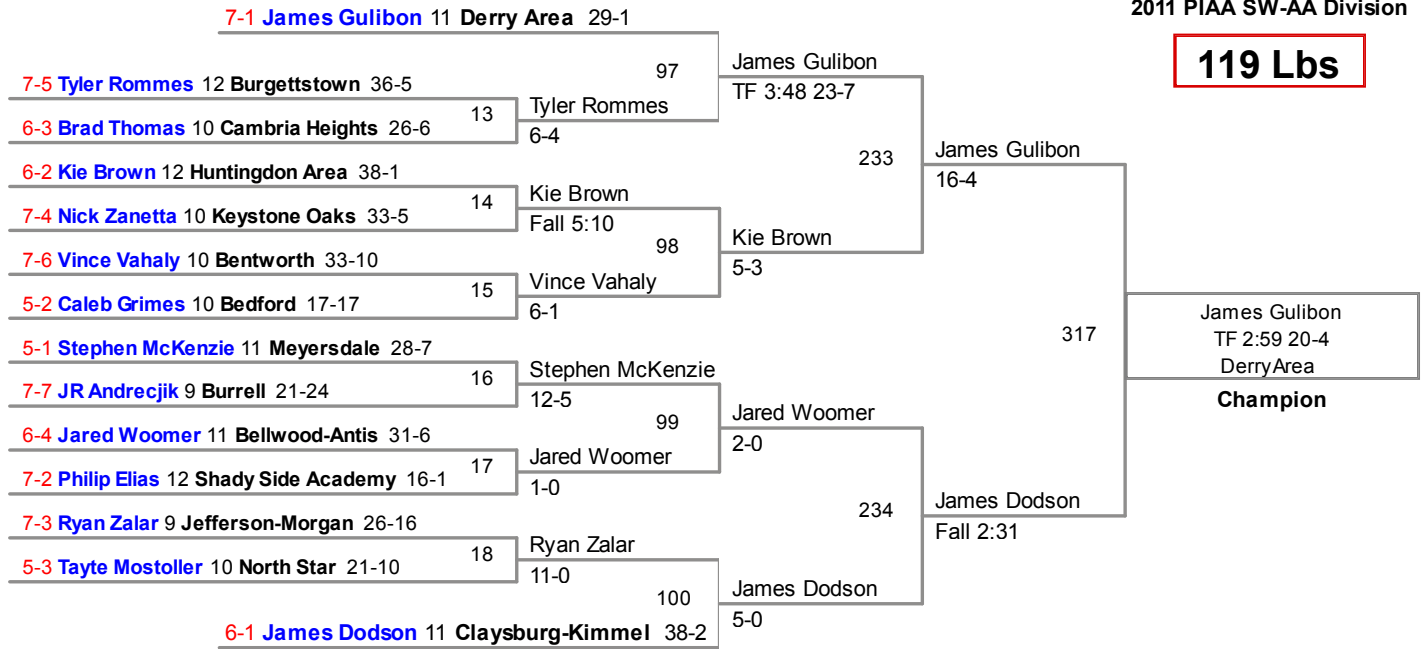 2011 PIAA SW-AA Division
119 Lbs
7-1 James Gulibon 11 Derry Area 29-1
7-5 Tyler Rommes 12 Burgettstown 36-5
6-3 Brad Thomas 10 Cambria Heights 26-6
6-2 Kie Brown 12 Huntingdon Area 38-1
7-4 Nick Zanetta 10 Keystone Oaks 33-5
7-6 Vince Vahaly 10 Bentworth 33-10
5-2 Caleb Grimes 10 Bedford 17-17
5-1 Stephen McKenzie 11 Meyersdale 28-7
7-7 JR Andrecjik 9 Burrell 21-24
6-4 Jared Woomer 11 Bellwood-Antis 31-6
7-2 Philip Elias 12 Shady Side Academy 16-1
7-3 Ryan Zalar 9 Jefferson-Morgan 26-16
5-3 Tayte Mostoller 10 North Star 21-10
6-1 James Dodson 11 Claysburg-Kimmel 38-2
13
14
15
16
17
18
Tyler Rommes
6-4
Kie Brown
Fall 5:10
Vince Vahaly
6-1
Stephen McKenzie
12-5
Jared Woomer
1-0
Ryan Zalar
11-0
97
98
99
100
James Gulibon
TF 3:48 23-7
Kie Brown
5-3
Jared Woomer
2-0
James Dodson
5-0
233
234
James Gulibon
16-4
James Dodson
Fall 2:31
317
James Gulibon
TF 2:59 20-4
DerryArea
Champion